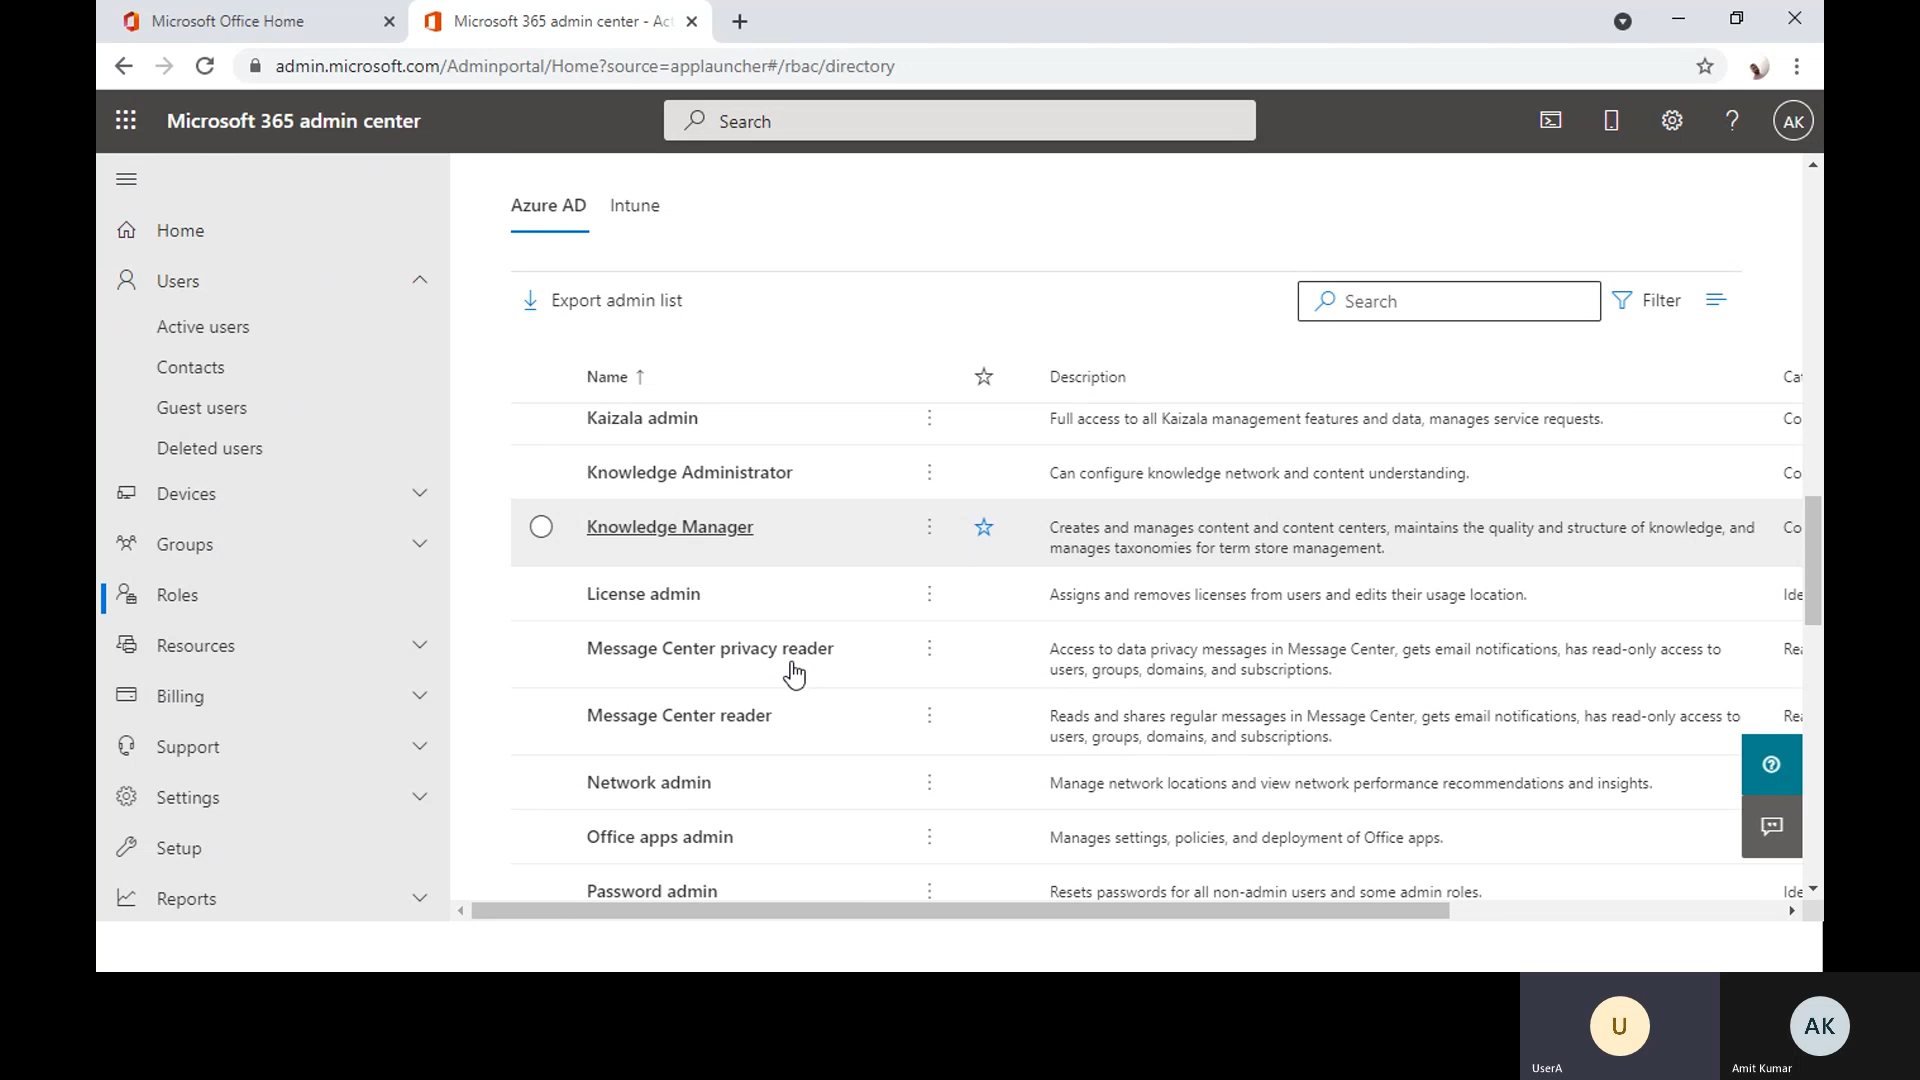 Microsoft Office Home
Microsoft 365 admin center - Act
admin.microsoft.com/Adminportal/Home?source=applauncher#/rbac/directory
Microsoft 365 admin center
Search
AK
Home
Users
Active users
Contacts
Guest users
Deleted users
Devices
Groups
Roles
Resources
Billing
Support
Settings
Setup
Reports
Azure AD
Intune
Export admin list
Search
Filter
Name ↑
Description
Cat
Kaizala admin
Full access to all Kaizala management features and data, manages service requests.
Co
Knowledge Administrator
Can configure knowledge network and content understanding.
Co
Knowledge Manager
Creates and manages content and content centers, maintains the quality and structure of knowledge, and
manages taxonomies for term store management.
Co
License admin
Assigns and removes licenses from users and edits their usage location.
Ide
Message Center privacy reader
Access to data privacy messages in Message Center, gets email notifications, has read-only access to
users, groups, domains, and subscriptions.
Rea
Message Center reader
Reads and shares regular messages in Message Center, gets email notifications, has read-only access to
users, groups, domains, and subscriptions.
Rea
Network admin
Manage network locations and view network performance recommendations and insights.
Office apps admin
Manages settings, policies, and deployment of Office apps.
Password admin
Resets passwords for all non-admin users and some admin roles.
Ide
U
UserA
AK
Amit Kumar